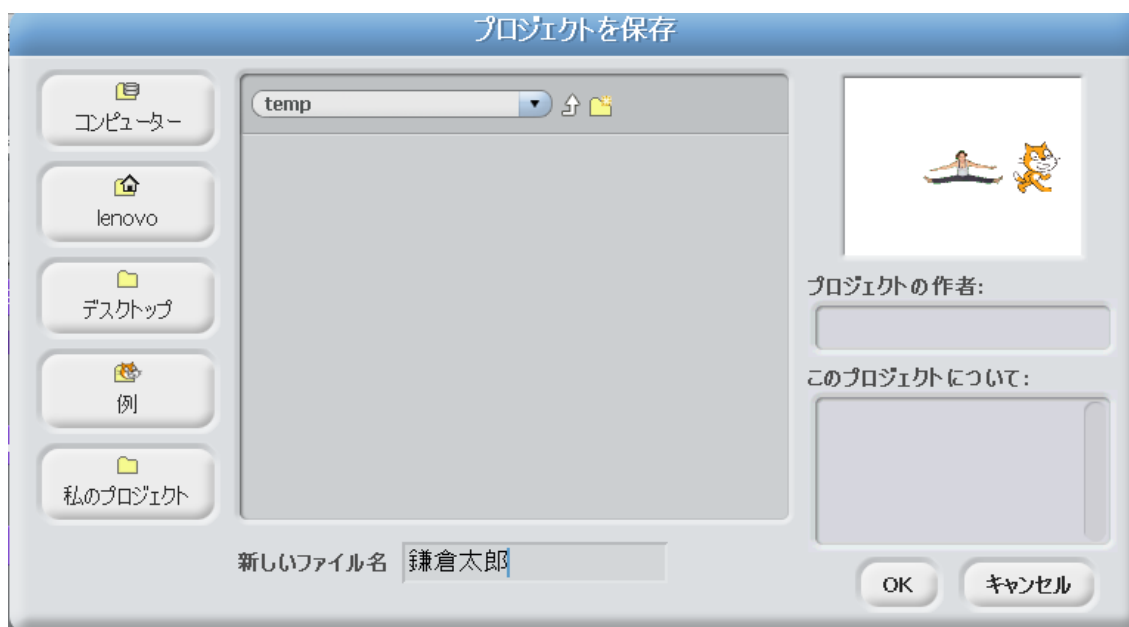 プロジェクトを保存
コンピューター
lenovo
デスクトップ
例
私のプロジェクト
temp
新しいファイル名 鎌倉太郎
プロジェクトの作者:
このプロジェクトについて:
OK キャンセル